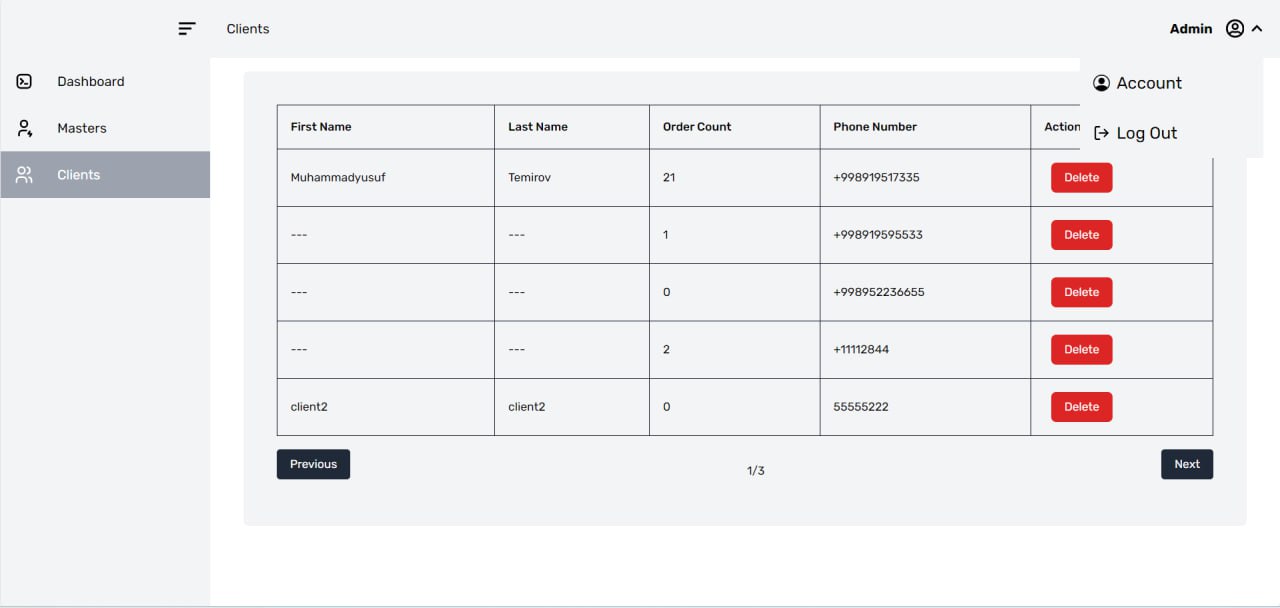 Clients
Admin
Dashboard
Masters
Clients
Account
Log Out
First Name Last Name Order Count Phone Number Action
Muhammadyusuf Temirov 21 +998919517335 Delete
--- --- 1 +998919595533 Delete
--- --- 0 +998952236655 Delete
--- --- 2 +11112844 Delete
client2 client2 0 55555222 Delete
Previous 1/3 Next